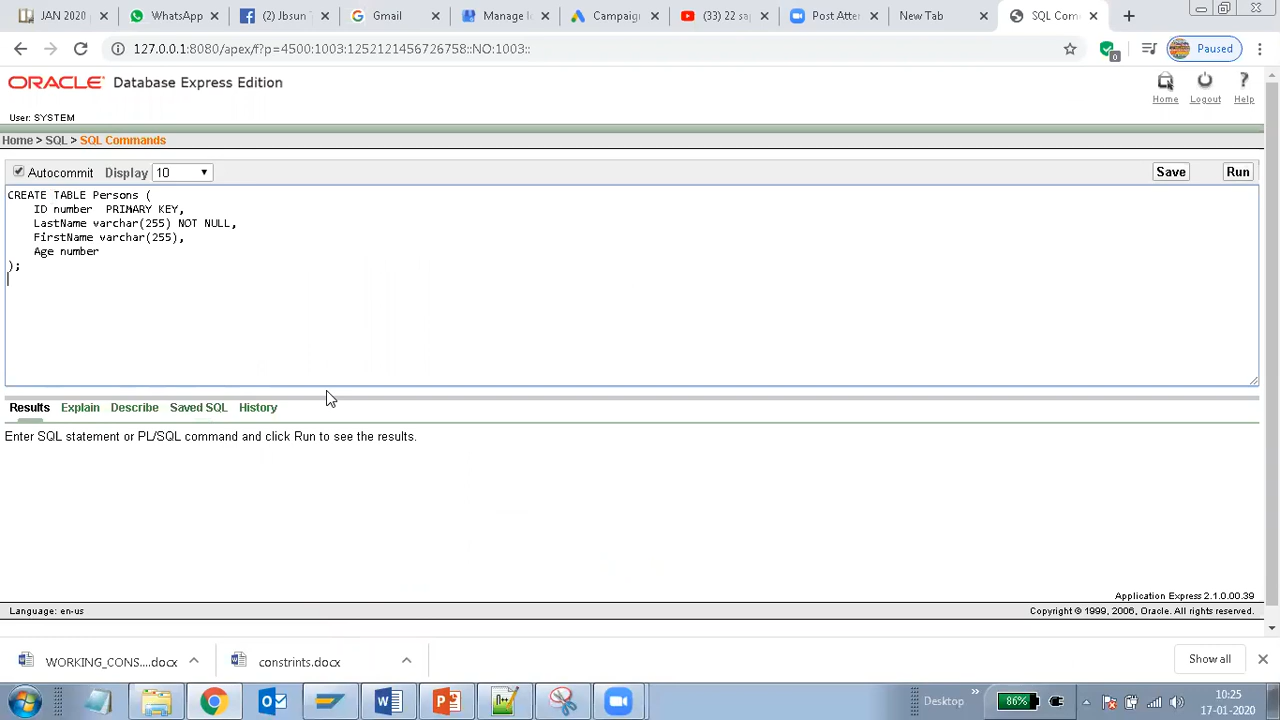 JAN 2020
WhatsApp
(2) Jbsun
Gmail
Manage
Campaig
(33) 22 sa
Post Atter
New Tab
SQL Com
127.0.0.1:8080/apex/f?p=4500:1003:1252121456726758::NO:1003::
0
Paused
ORACLE Database Express Edition
Home
Logout
Help
User: SYSTEM
Home > SQL > SQL Commands
Autocommit
Display
10
Save
Run
CREATE TABLE Persons (
ID number PRIMARY KEY,
LastName varchar(255) NOT NULL,
FirstName varchar(255),
Age number
);
Results
Explain
Describe
Saved SQL
History
Enter SQL statement or PL/SQL command and click Run to see the results.
Application Express 2.1.0.00.39
Language: en-us
Copyright © 1999, 2006, Oracle. All rights reserved.
WORKING_CONS....docx
constrints.docx
Show all
Desktop
86%
10:25
17-01-2020